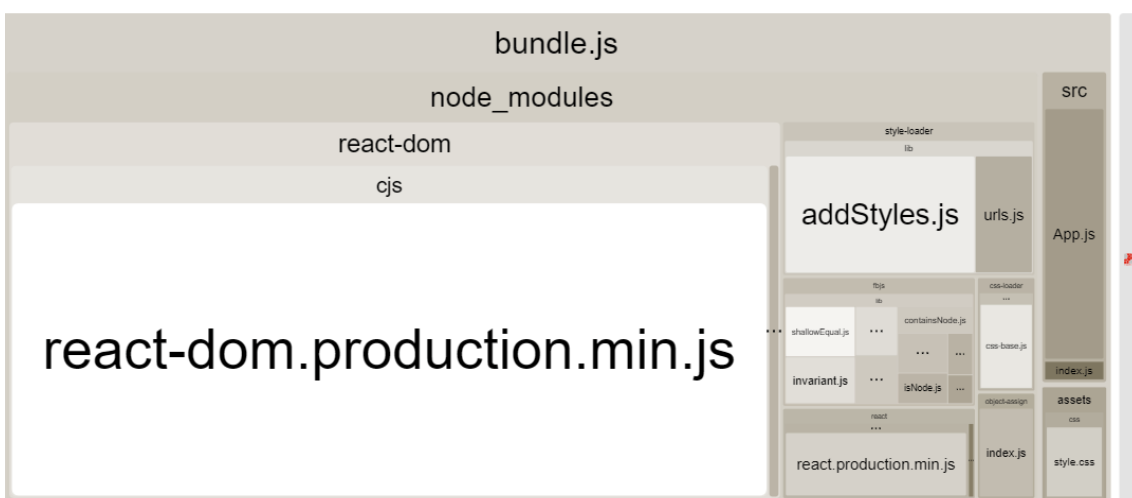 bundle.js
node_modules
src
react-dom
style-loader
lib
cjs
addStyles.js
urls.js
App.js
react-dom.production.min.js
...
fbjs
lib
shallowEqual.js
...
containsNode.js
...
...
invariant.js
...
isNode.js
...
css-loader
...
css-base.js
index.js
react
...
react.production.min.js
...
object-assign
index.js
assets
css
style.css